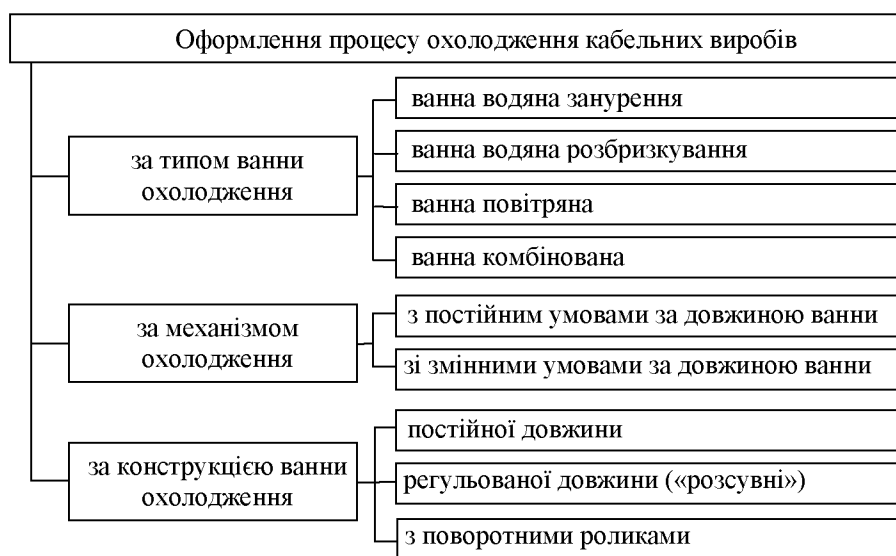 Оформлення процесу охолодження кабельних виробів
за типом ванни
охолодження
ванна водяна занурення
ванна водяна розбризкування
ванна повітряна
ванна комбінована
за механізмом
охолодження
з постійним умовами за довжиною ванни
зі змінними умовами за довжиною ванни
за конструкцією ванни
охолодження
постійної довжини
регульованої довжини («розсувні»)
з поворотними роликами